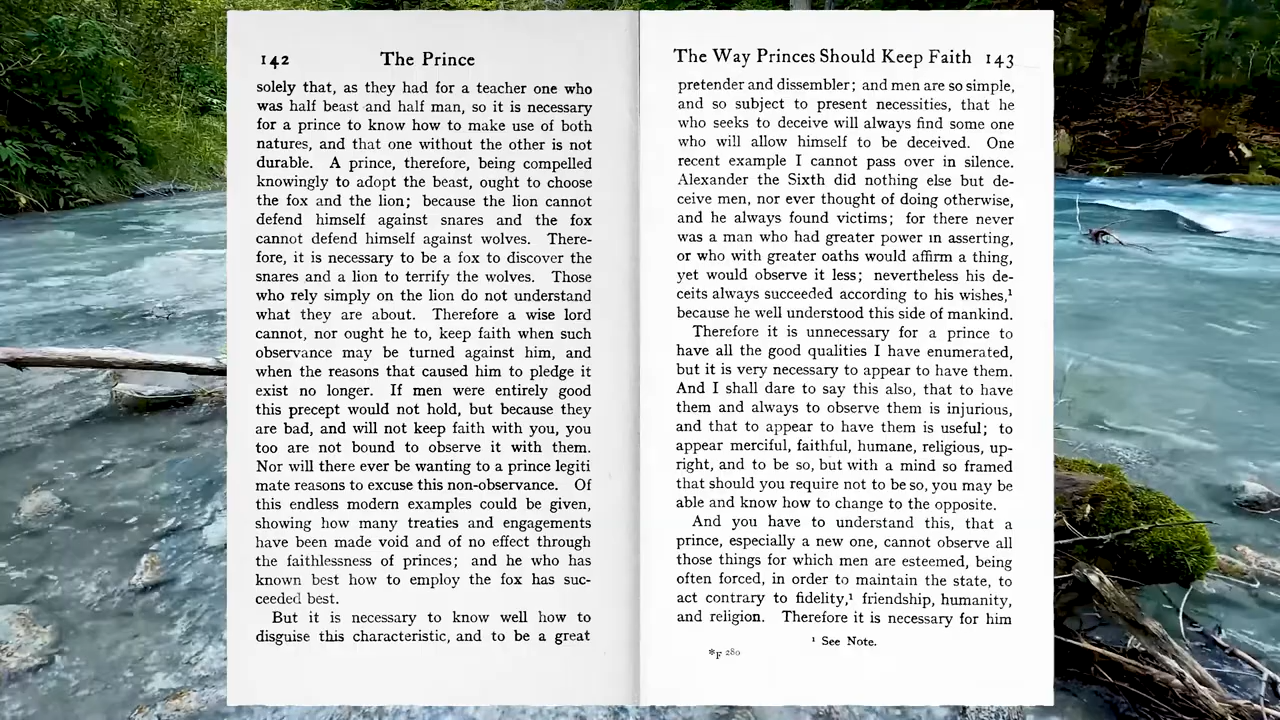 142 The Prince
solely that, as they had for a teacher one who
was half beast and half man, so it is necessary
for a prince to know how to make use of both
natures, and that one without the other is not
durable. A prince, therefore, being compelled
knowingly to adopt the beast, ought to choose
the fox and the lion; because the lion cannot
defend himself against snares and the fox
cannot defend himself against wolves. There-
fore, it is necessary to be a fox to discover the
snares and a lion to terrify the wolves. Those
who rely simply on the lion do not understand
what they are about. Therefore a wise lord
cannot, nor ought he to, keep faith when such
observance may be turned against him, and
when the reasons that caused him to pledge it
exist no longer. If men were entirely good
this precept would not hold, but because they
are bad, and will not keep faith with you, you
too are not bound to observe it with them.
Nor will there ever be wanting to a prince legiti
mate reasons to excuse this non-observance. Of
this endless modern examples could be given,
showing how many treaties and engagements
have been made void and of no effect through
the faithlessness of princes; and he who has
known best how to employ the fox has suc-
ceeded best.
But it is necessary to know well how to
disguise this characteristic, and to be a great
The Way Princes Should Keep Faith 143
pretender and dissembler; and men are so simple,
and so subject to present necessities, that he
who seeks to deceive will always find some one
who will allow himself to be deceived. One
recent example I cannot pass over in silence.
Alexander the Sixth did nothing else but de-
ceive men, nor ever thought of doing otherwise,
and he always found victims; for there never
was a man who had greater power in asserting,
or who with greater oaths would affirm a thing,
yet would observe it less; nevertheless his de-
ceits always succeeded according to his wishes,¹
because he well understood this side of mankind.
Therefore it is unnecessary for a prince to
have all the good qualities I have enumerated,
but it is very necessary to appear to have them.
And I shall dare to say this also, that to have
them and always to observe them is injurious,
and that to appear to have them is useful; to
appear merciful, faithful, humane, religious, up-
right, and to be so, but with a mind so framed
that should you require not to be so, you may be
able and know how to change to the opposite.
And you have to understand this, that a
prince, especially a new one, cannot observe all
those things for which men are esteemed, being
often forced, in order to maintain the state, to
act contrary to fidelity,¹ friendship, humanity,
and religion. Therefore it is necessary for him
¹ See Note.
*F 280